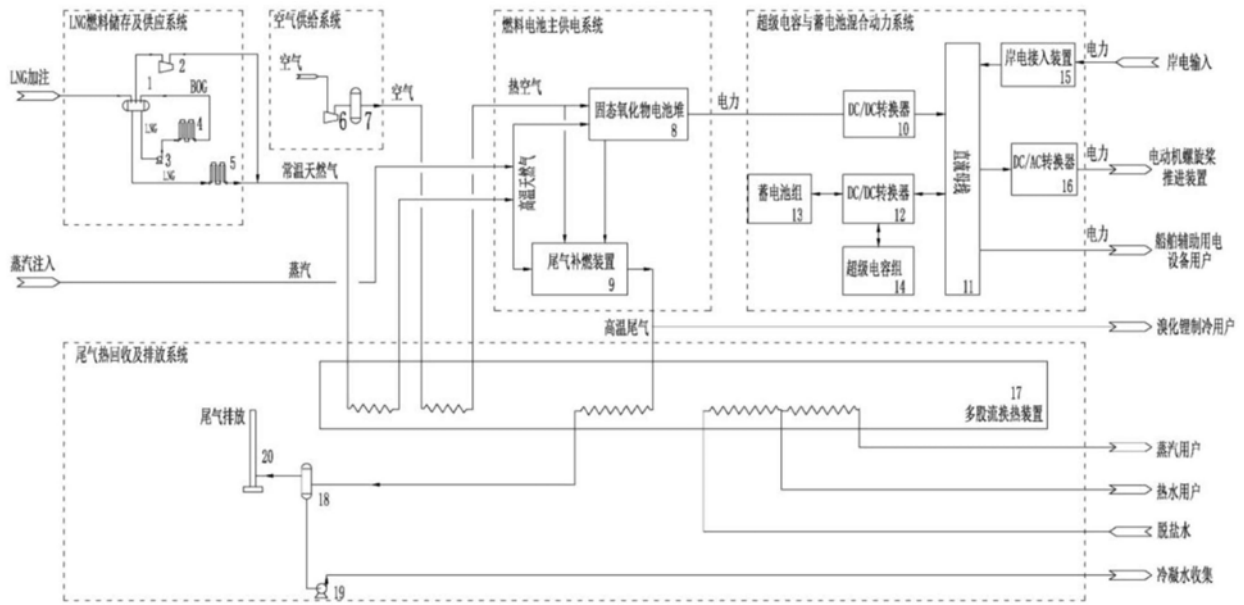 LNG燃料储存及供应系统
空气供给系统
燃料电池主供电系统
超级电容与蓄电池混合动力系统
LNG加注
1
2
BOG
LNG
3
4
LNG
5
空气
6
7
空气
热空气
固态氧化物电池堆
8
电力
DC/DC转换器
10
岸电接入装置
15
电力
岸电输入
直流母线
11
DC/AC转换器
16
电力
电动机螺旋桨
推进装置
蓄电池组
13
DC/DC转换器
12
超级电容组
14
电力
船舶辅助用电
设备用户
常温天然气
高温天然气
蒸汽注入
蒸汽
尾气补燃装置
9
高温尾气
溴化锂制冷用户
尾气热回收及排放系统
17
多股流换热装置
尾气排放
20
18
19
蒸汽用户
热水用户
脱盐水
冷凝水收集